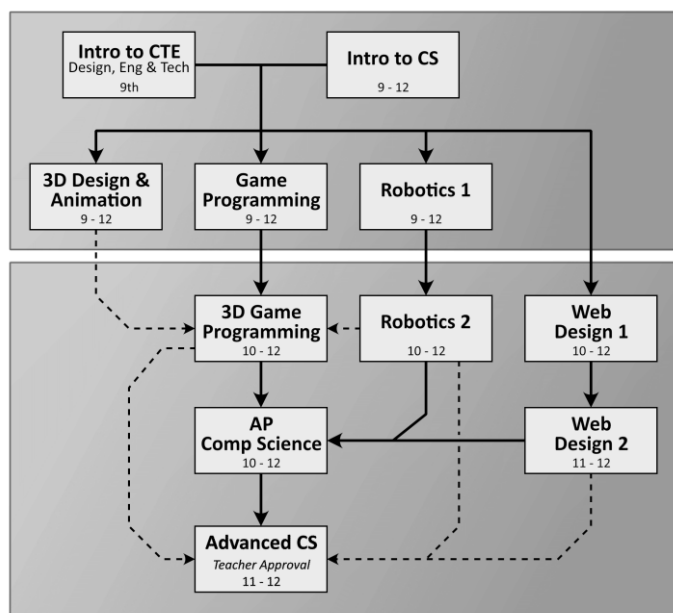 Intro to CTE
Design, Eng & Tech
9th
Intro to CS
9 - 12
3D Design &
Animation
9 - 12
Game
Programming
9 - 12
Robotics 1
9 - 12
3D Game
Programming
10 - 12
Robotics 2
10 - 12
Web
Design 1
10 - 12
AP
Comp Science
10 - 12
Web
Design 2
11 - 12
Advanced CS
Teacher Approval
11 - 12